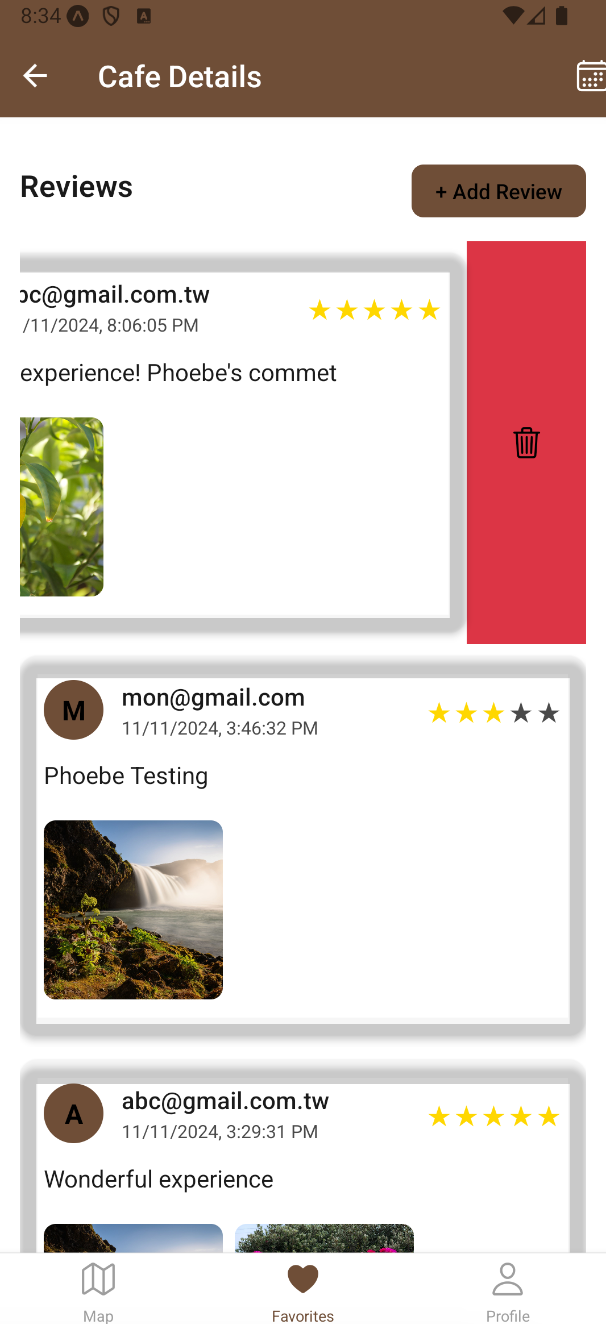 8:34
Cafe Details
Reviews
+ Add Review
bc@gmail.com.tw
/11/2024, 8:06:05 PM
experience! Phoebe's commet
M
mon@gmail.com
11/11/2024, 3:46:32 PM
Phoebe Testing
A
abc@gmail.com.tw
11/11/2024, 3:29:31 PM
Wonderful experience
Map
Favorites
Profile